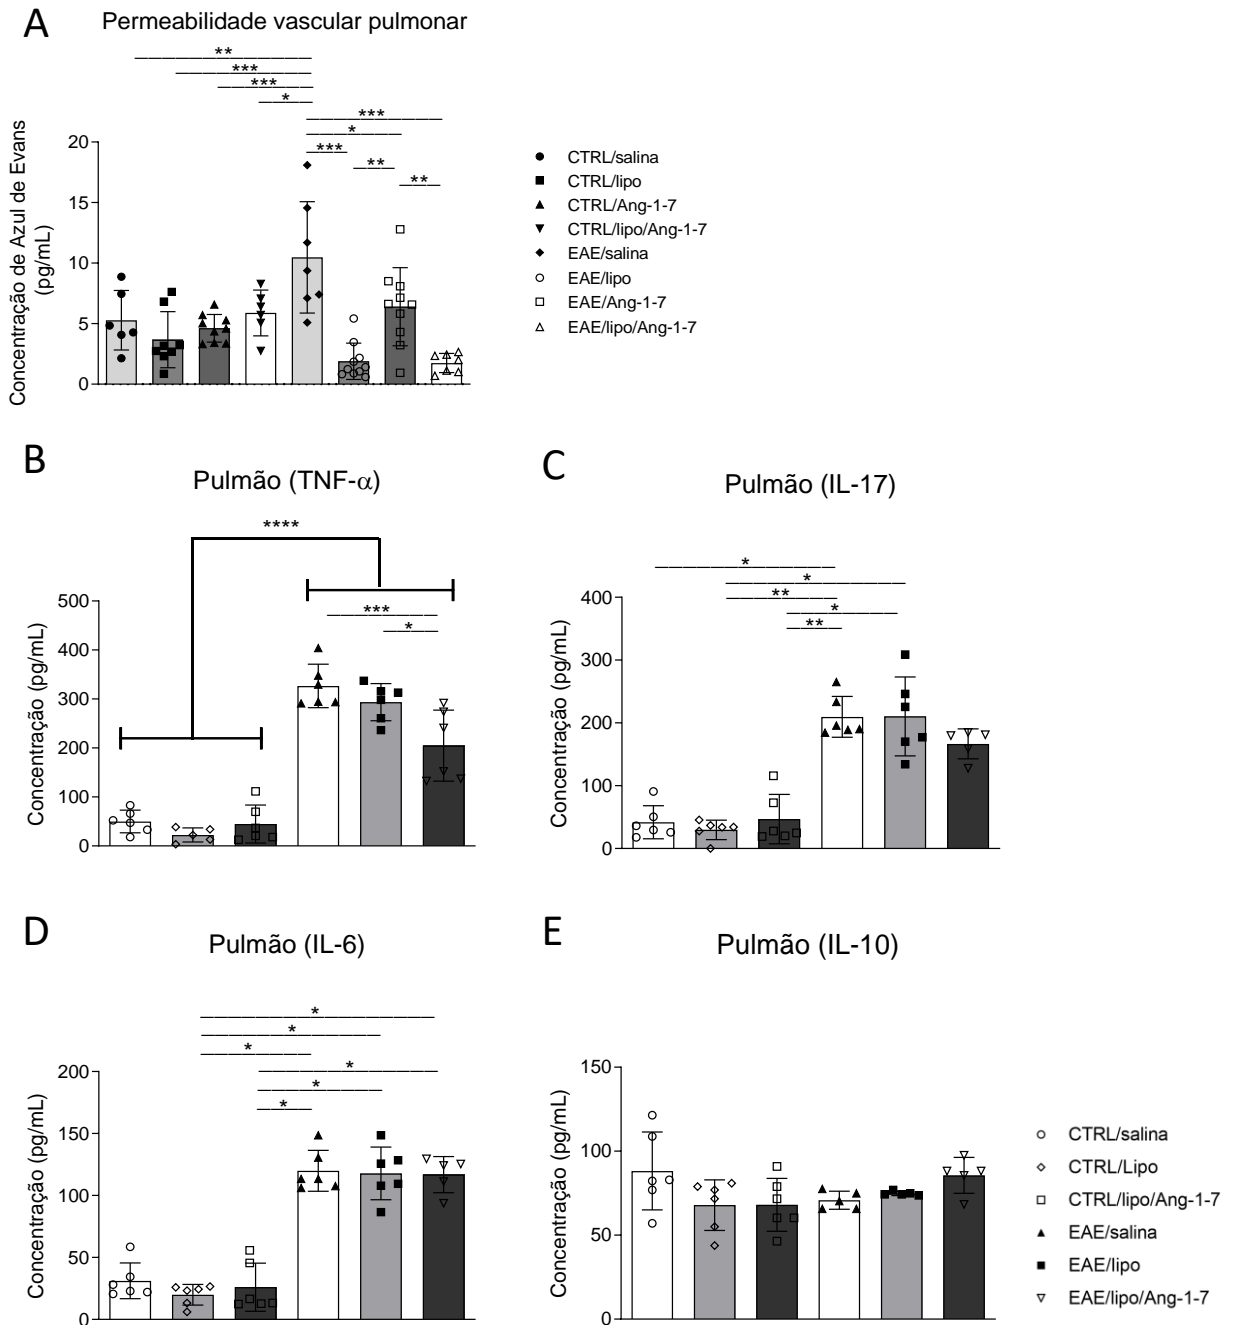 A
Permeabilidade vascular pulmonar
**
***
***
*
***
*
***
**
**
Concentração de Azul de Evans
(pg/mL)
20
15
10
5
0
CTRL/salina
CTRL/lipo
CTRL/Ang-1-7
CTRL/lipo/Ang-1-7
EAE/salina
EAE/lipo
EAE/Ang-1-7
EAE/lipo/Ang-1-7
B
Pulmão (TNF-α)
****
***
*
Concentração (pg/mL)
500
400
300
200
100
0
C
Pulmão (IL-17)
*
*
**
*
**
Concentração (pg/mL)
400
300
200
100
0
D
Pulmão (IL-6)
*
*
*
*
*
*
Concentração (pg/mL)
200
150
100
50
0
E
Pulmão (IL-10)
Concentração (pg/mL)
150
100
50
0
CTRL/salina
CTRL/Lipo
CTRL/lipo/Ang-1-7
EAE/salina
EAE/lipo
EAE/lipo/Ang-1-7